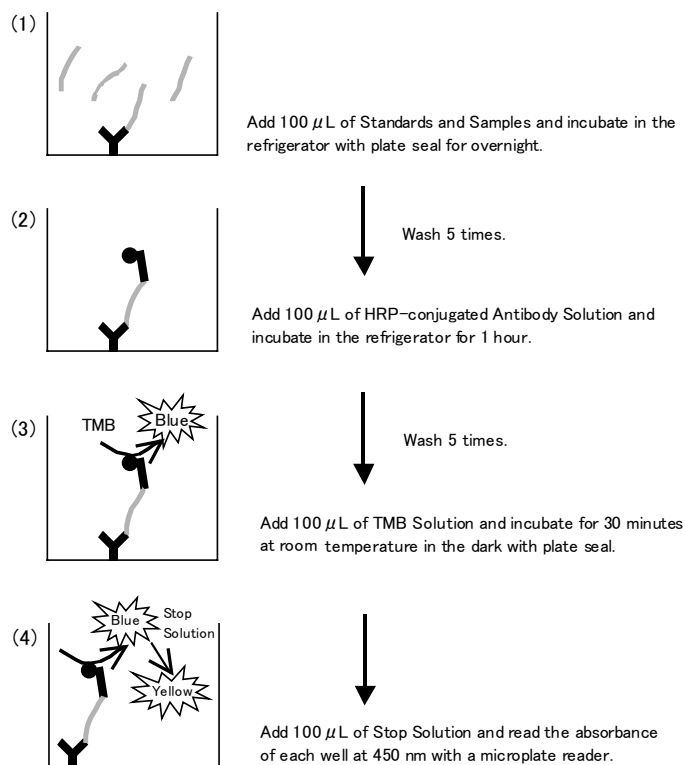 (1)
Add 100 μL of Standards and Samples and incubate in the
refrigerator with plate seal for overnight.
Wash 5 times.
(2)
Add 100 μL of HRP-conjugated Antibody Solution and
incubate in the refrigerator for 1 hour.
(3)
TMB
Blue
Wash 5 times.
Add 100 μL of TMB Solution and incubate for 30 minutes
at room temperature in the dark with plate seal.
(4)
Blue
Stop
Solution
Yellow
Add 100 μL of Stop Solution and read the absorbance
of each well at 450 nm with a microplate reader.